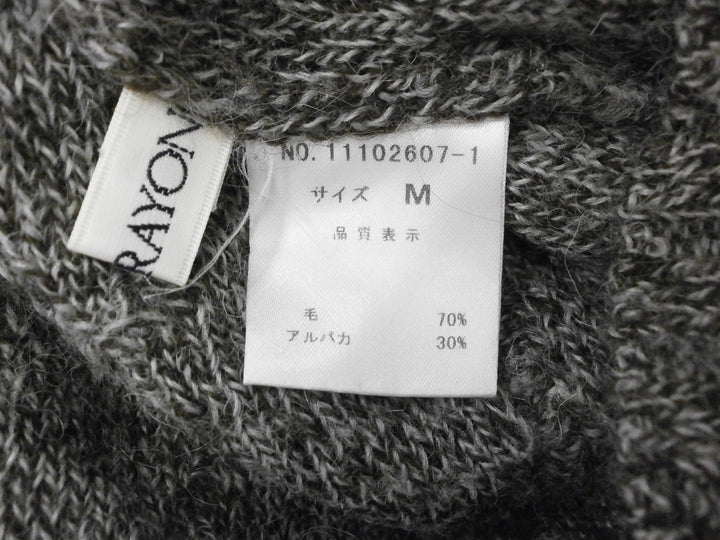 RAYON
NO. 11102607-1
サイズ M
品質表示
毛 70%
アルパカ 30%